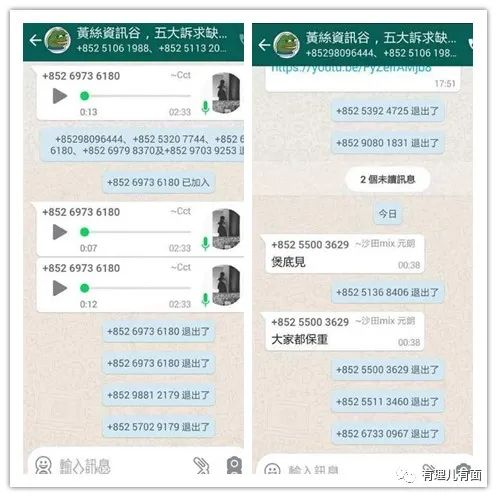 黃絲資訊谷，五大訴求缺...
+852 5106 1988、+852 5113 20...
+852 6973 6180 ~Cct
0:13 02:33
+85298096444、+852 5320 7744、+852 6
6180、+852 6979 8370及+852 9703 9253 退
+852 6973 6180 已加入
+852 6973 6180 ~Cct
0:07 02:33
+852 6973 6180 ~Cct
0:12 02:33
+852 6973 6180 退出了
+852 6973 6180 退出了
+852 9881 2179 退出了
+852 5702 9179 退出了
輸入訊息
黃絲資訊谷，五大訴求缺...
+85298096444、+852 5106 198...
17:51
+852 5392 4725 退出了
+852 9080 1831 退出了
2 個未讀訊息
今日
+852 5500 3629 ~沙田mix 元朗
煲底見
00:38
+852 5136 8406 退出了
+852 5500 3629 ~沙田mix 元朗
大家都保重
00:38
+852 5500 3629 退出了
+852 5511 3460 退出了
+852 6733 0967 退出了
輸入訊息
有理儿有面